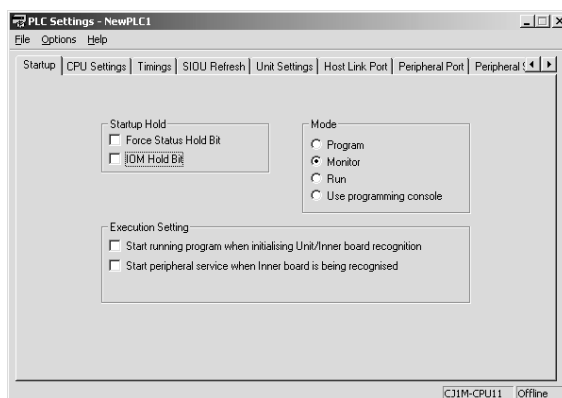 PLC Settings - NewPLC1
File Options Help
Startup CPU Settings Timings SIOU Refresh Unit Settings Host Link Port Peripheral Port Peripheral
Startup Hold
Force Status Hold Bit
IOM Hold Bit
Mode
Program
Monitor
Run
Use programming console
Execution Setting
Start running program when initialising Unit/Inner board recognition
Start peripheral service when Inner board is being recognised
CJ1M-CPU11 Offline